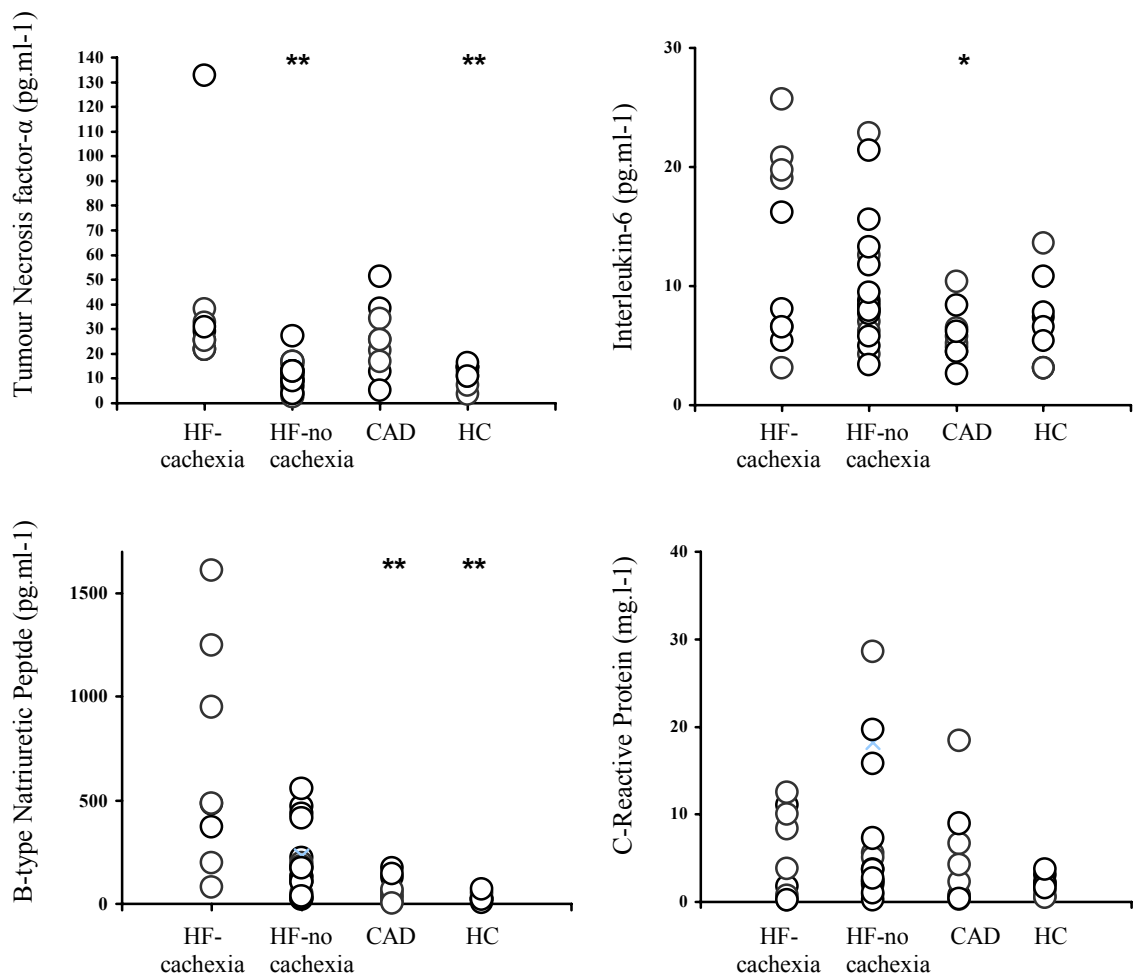 Tumour Necrosis factor-α (pg.ml-1)
140
130
120
110
100
90
80
70
60
50
40
30
20
10
0
** **
HF-
cachexia
HF-no
cachexia
CAD
HC
Interleukin-6 (pg.ml-1)
30
20
10
0
*
HF-
cachexia
HF-no
cachexia
CAD
HC
B-type Natriuretic Peptde (pg.ml-1)
1500
1000
500
0
** **
HF-
cachexia
HF-no
cachexia
CAD
HC
C-Reactive Protein (mg.l-1)
40
30
20
10
0
HF-
cachexia
HF-no
cachexia
CAD
HC